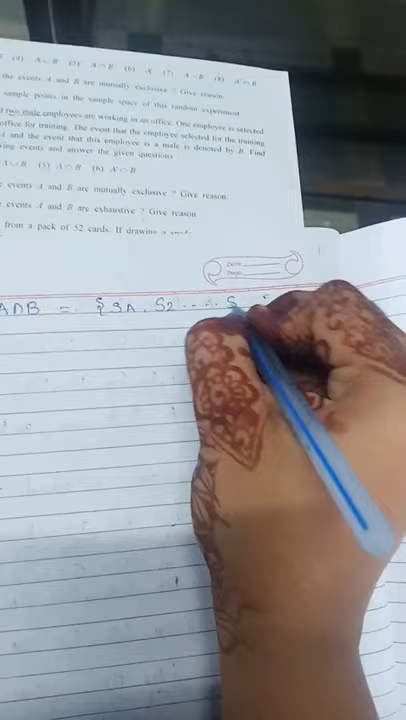 (4) A ∪ B (5) A ∩ B (6) A' (7) A − B (8) A' ∩ B
the events A and B are mutually exclusive ? Give reason.
sample points in the sample space of this random experiment
two male employees are working in an office. One employee is selected
office for training. The event that the employee selected for the training
and the event that this employee is a male is denoted by B. Find
ing events and answer the given questions
A ∪ B (5) A ∩ B (6) A' ∩ B
events A and B are mutually exclusive ? Give reason.
events A and B are exhaustive ? Give reason
from a pack of 52 cards. If drawing a
Date
Page
A∩B = {SA, S2 .... S